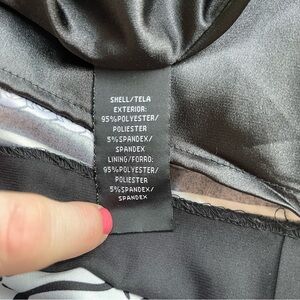 SHELL/TELA
EXTERIOR:
95%POLYESTER/
POLIESTER
5%SPANDEX/
SPANDEX
LINING/FORRO:
95%POLYESTER/
POLIESTER
5%SPANDEX/
SPANDEX